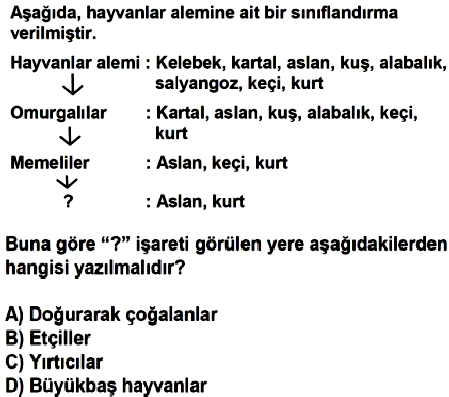 Aşağıda, hayvanlar alemine ait bir sınıflandırma
verilmiştir.
Hayvanlar alemi : Kelebek, kartal, aslan, kuş, alabalık,
salyangoz, keçi, kurt
Omurgalılar : Kartal, aslan, kuş, alabalık, keçi,
kurt
Memeliler : Aslan, keçi, kurt
? : Aslan, kurt
Buna göre “?” işareti görülen yere aşağıdakilerden
hangisi yazılmalıdır?
A) Doğurarak çoğalanlar
B) Etçiller
C) Yırtıcılar
D) Büyükbaş hayvanlar